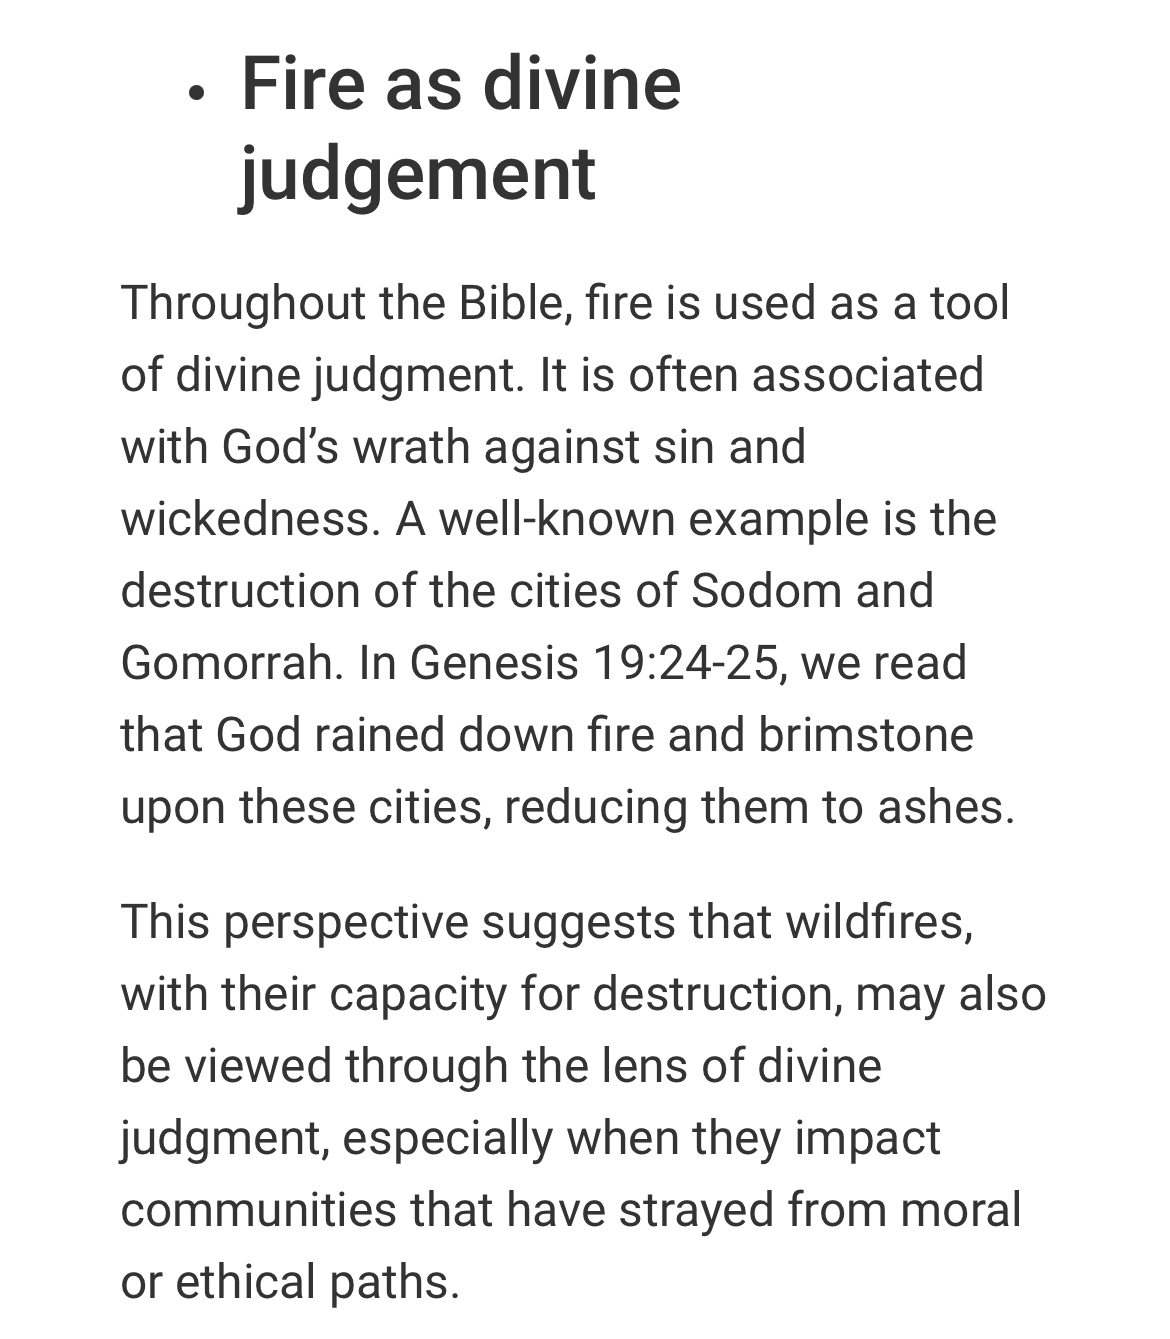 • Fire as divine
judgement
Throughout the Bible, fire is used as a tool
of divine judgment. It is often associated
with God’s wrath against sin and
wickedness. A well-known example is the
destruction of the cities of Sodom and
Gomorrah. In Genesis 19:24-25, we read
that God rained down fire and brimstone
upon these cities, reducing them to ashes.
This perspective suggests that wildfires,
with their capacity for destruction, may also
be viewed through the lens of divine
judgment, especially when they impact
communities that have strayed from moral
or ethical paths.